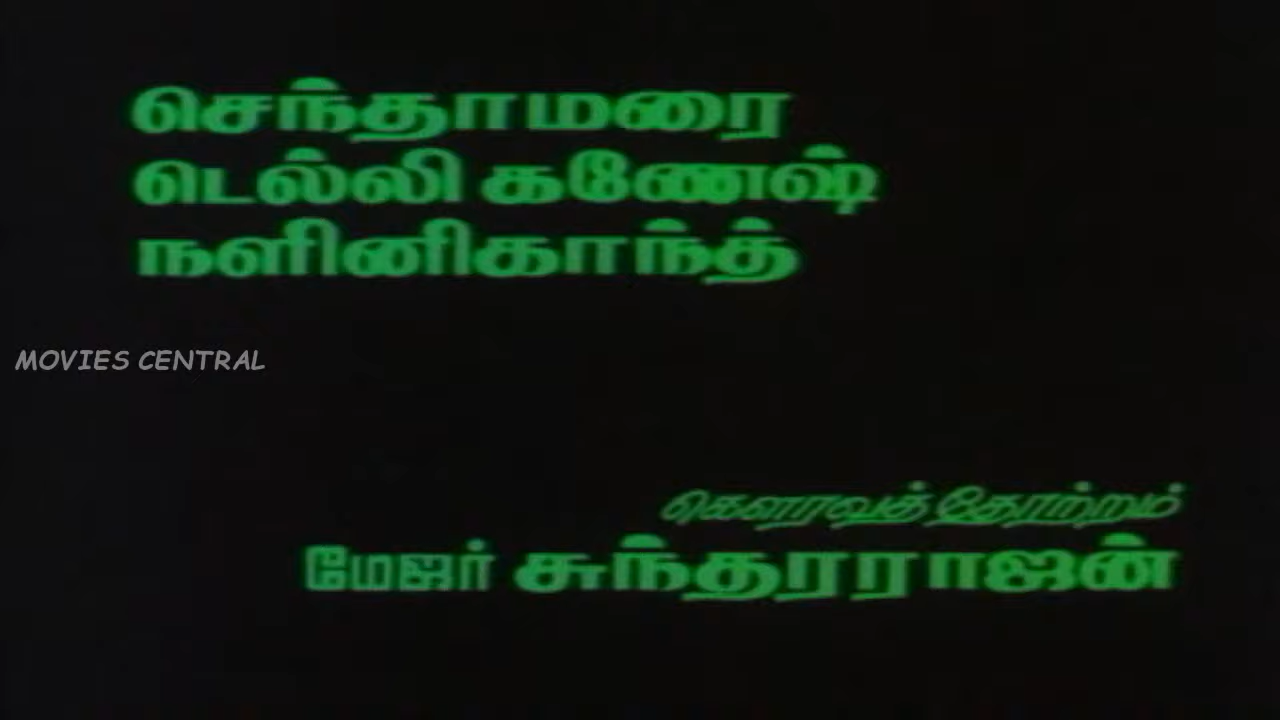 செந்தாமரை
டெல்லி கணேஷ்
நளினிகாந்த்
MOVIES CENTRAL
கௌரவத் தோற்றம்
மேஜர் சுந்தரராஜன்